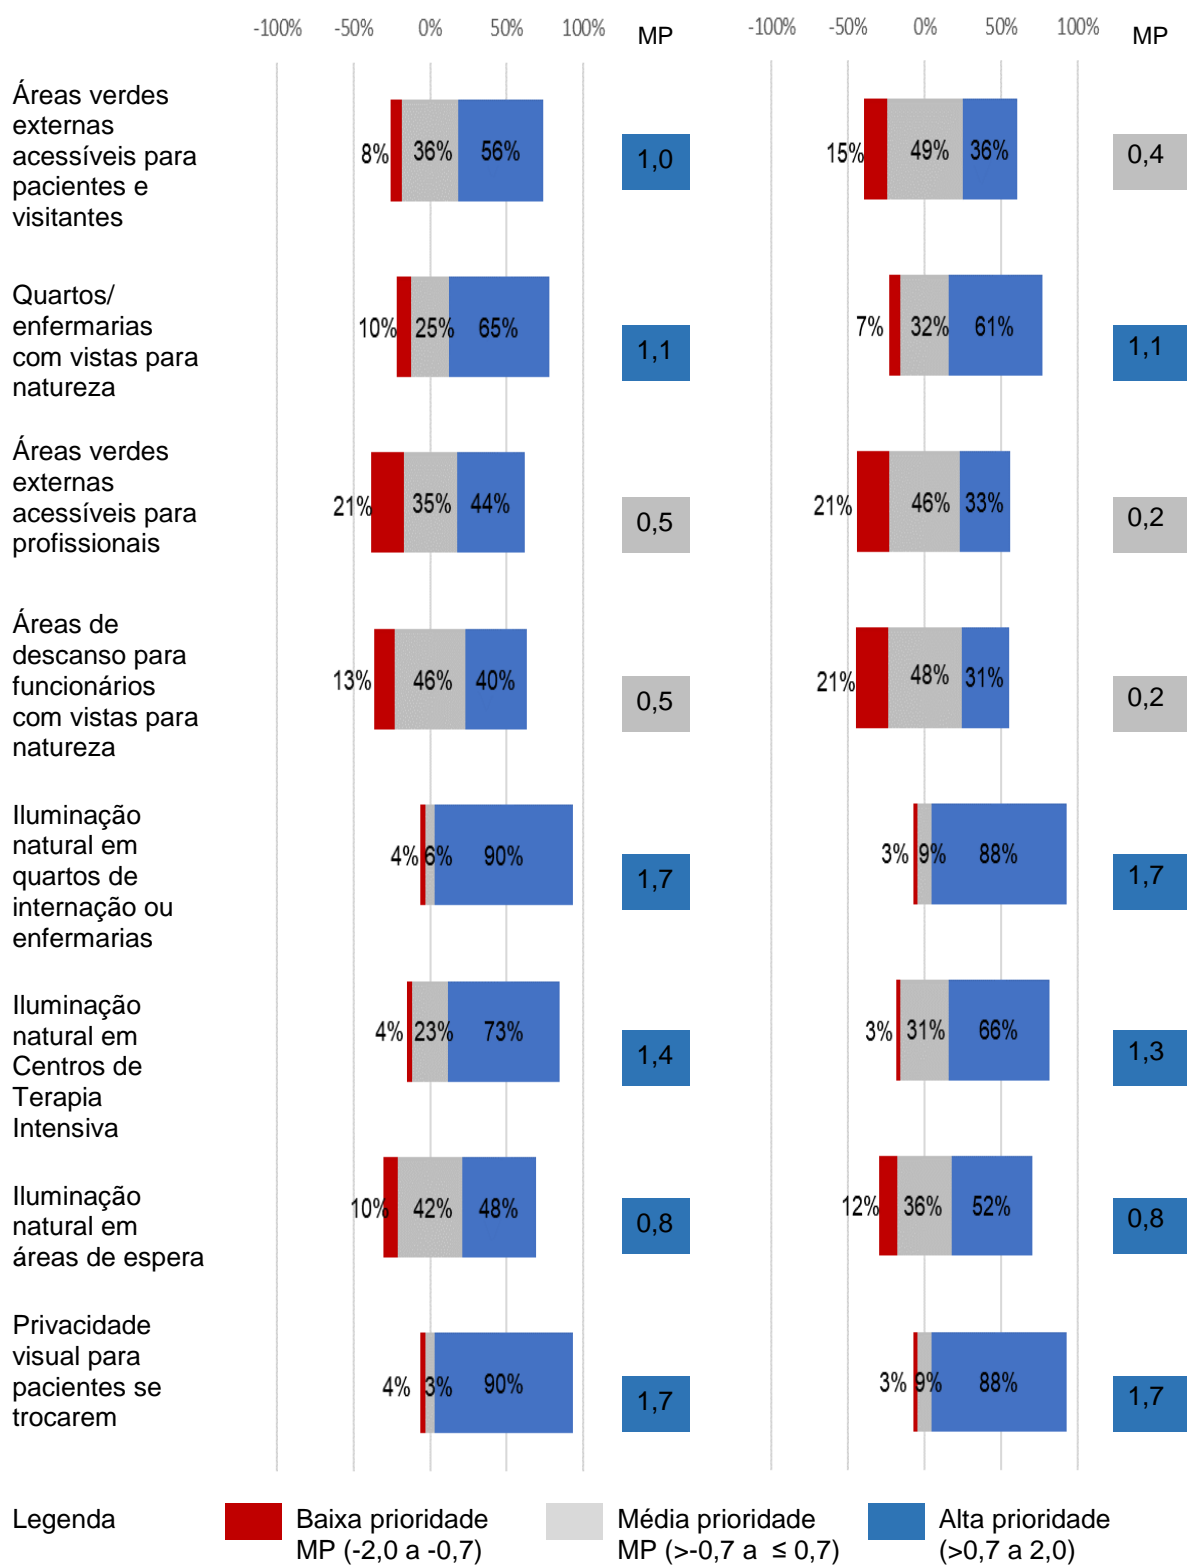 -100% -50% 0% 50% 100% MP -100% -50% 0% 50% 100% MP
Áreas verdes
externas
acessíveis para
pacientes e
visitantes
8% 36% 56% 1,0 15% 49% 36% 0,4
Quartos/
enfermarias
com vistas para
natureza
10% 25% 65% 1,1 7% 32% 61% 1,1
Áreas verdes
externas
acessíveis para
profissionais
21% 35% 44% 0,5 21% 46% 33% 0,2
Áreas de
descanso para
funcionários
com vistas para
natureza
13% 46% 40% 0,5 21% 48% 31% 0,2
Iluminação
natural em
quartos de
internação ou
enfermarias
4% 6% 90% 1,7 3% 9% 88% 1,7
Iluminação
natural em
Centros de
Terapia
Intensiva
4% 23% 73% 1,4 3% 31% 66% 1,3
Iluminação
natural em
áreas de espera
10% 42% 48% 0,8 12% 36% 52% 0,8
Privacidade
visual para
pacientes se
trocarem
4% 3% 90% 1,7 3% 9% 88% 1,7
Legenda
Baixa prioridade
MP (-2,0 a -0,7)
Média prioridade
MP (>-0,7 a ≤ 0,7)
Alta prioridade
(>0,7 a 2,0)